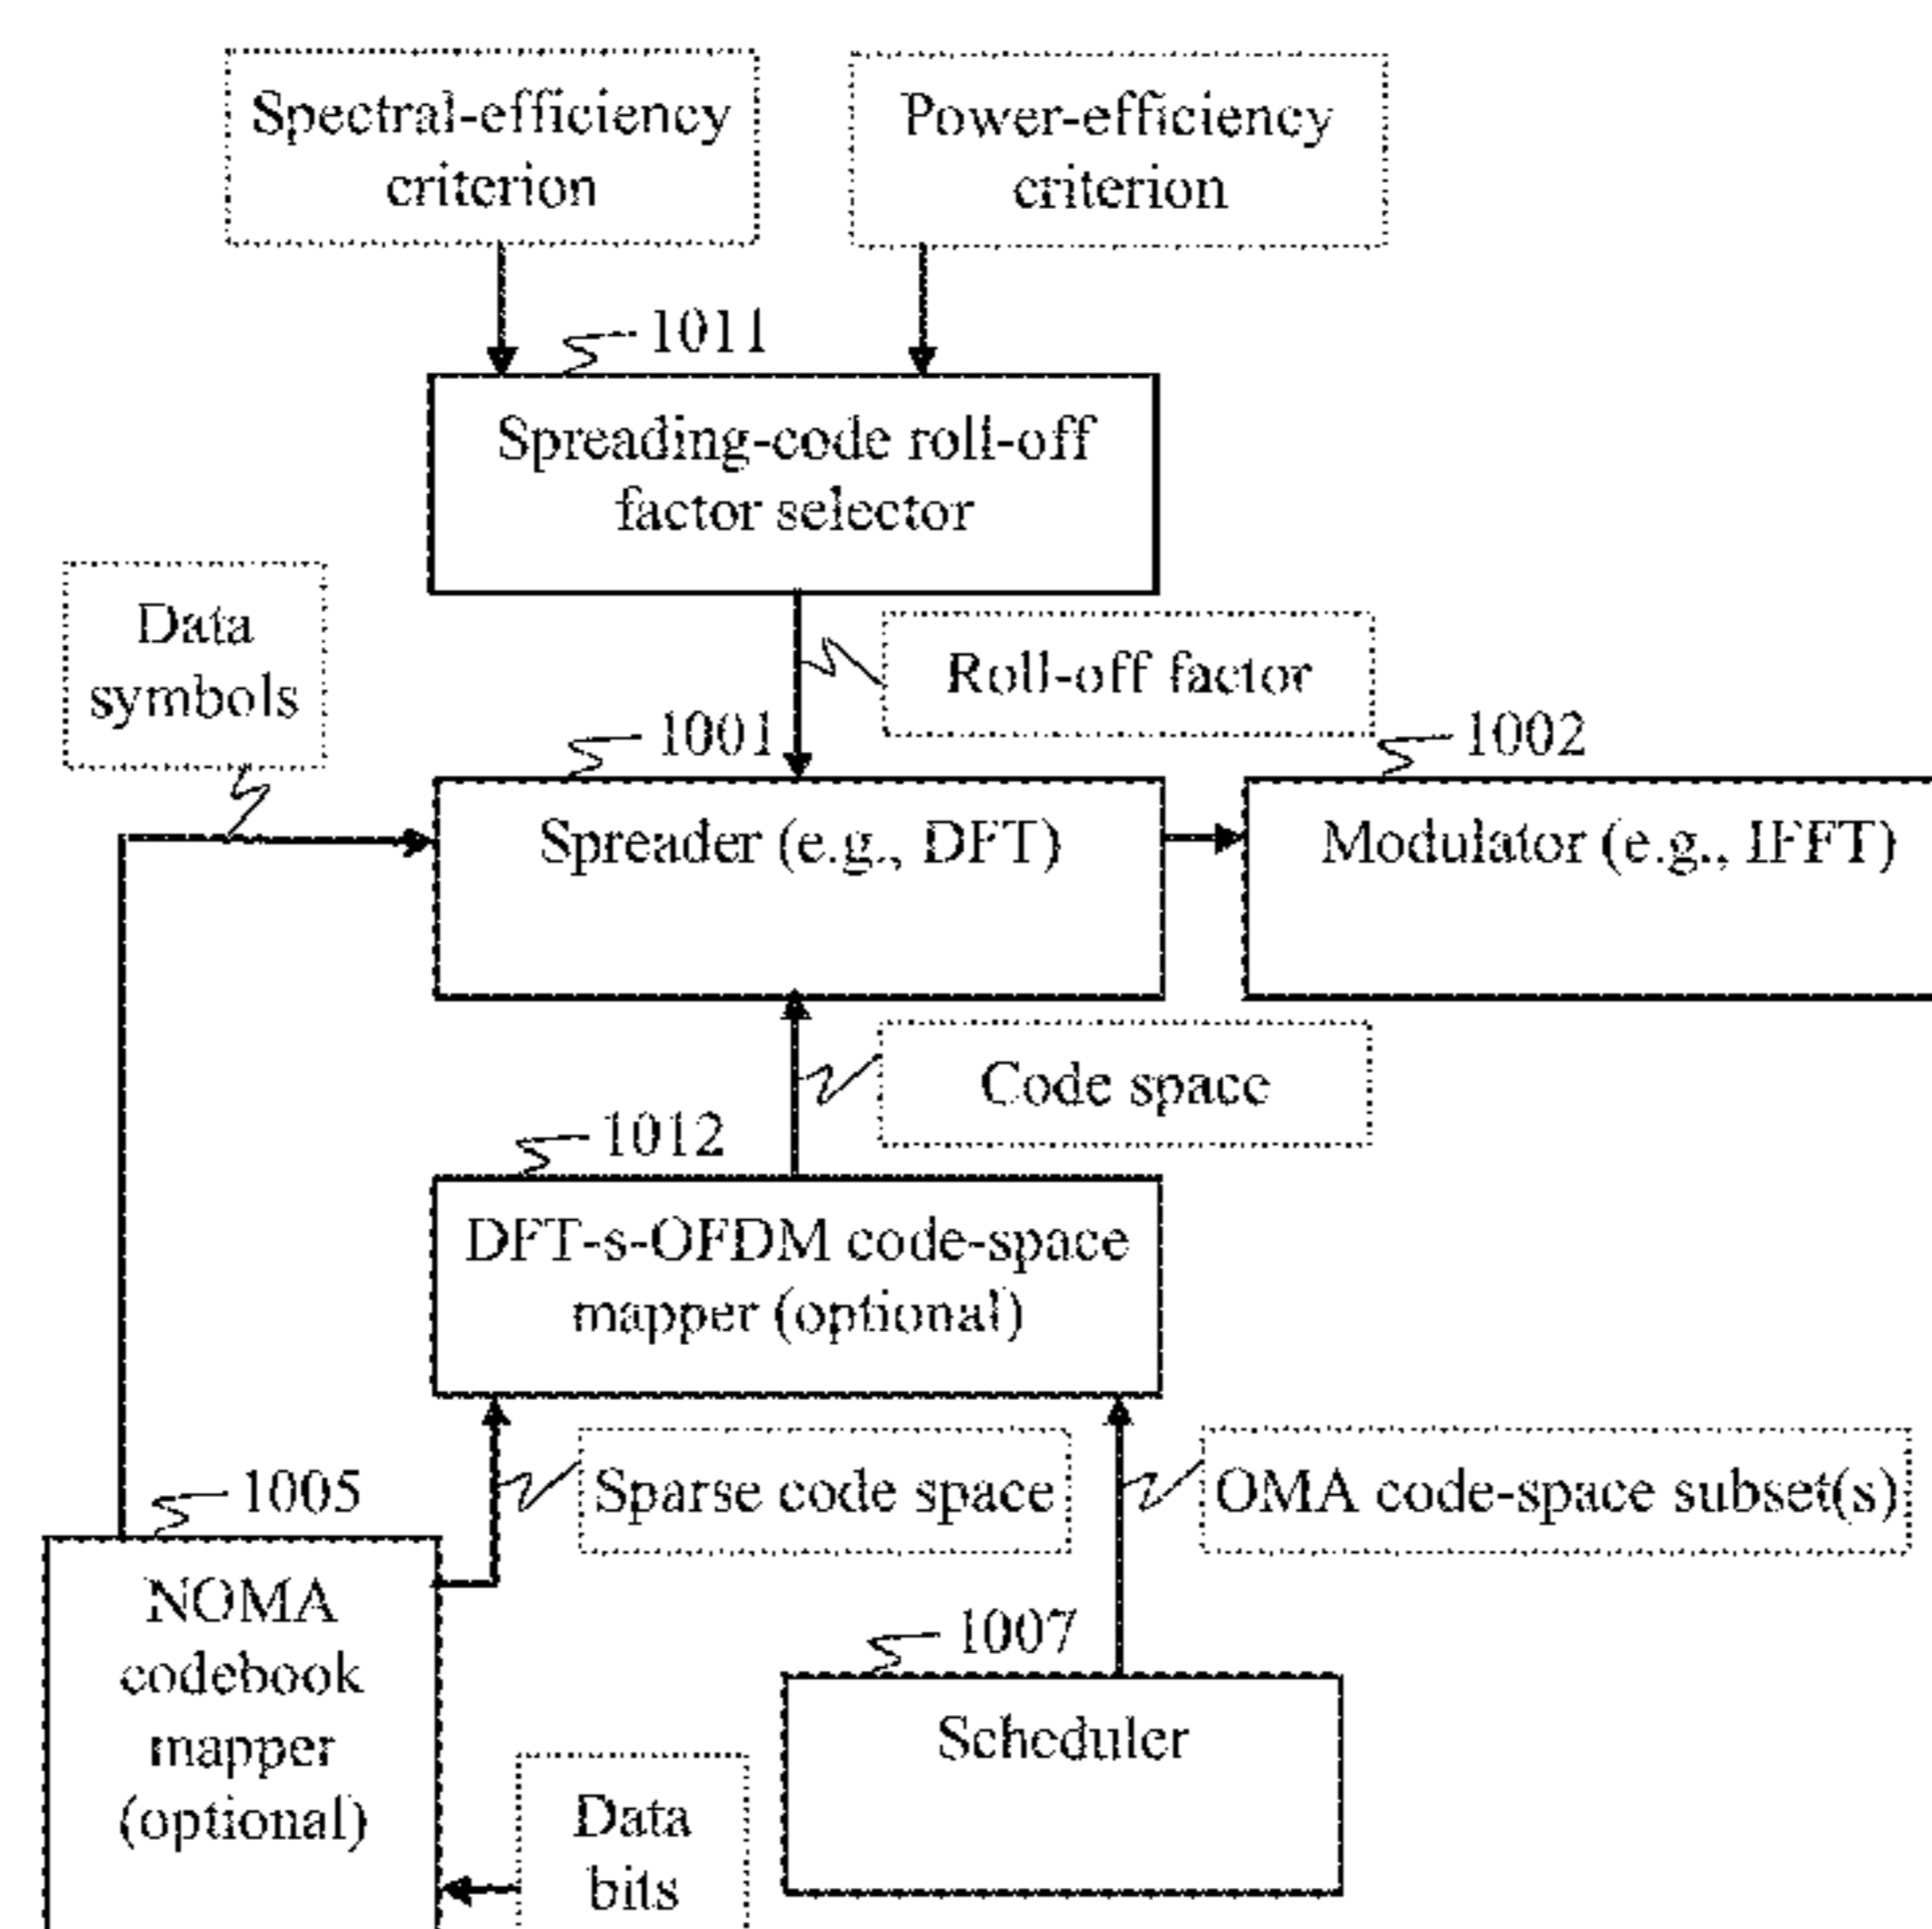 Spectral-efficiency
criterion
Power-efficiency
criterion
1011
Spreading-code roll-off
factor selector
Data
symbols
Roll-off factor
1001
1002
Spreader (e.g., DFT)
Modulator (e.g., IFFT)
Code space
1012
DFT-s-OFDM code-space
mapper (optional)
1005
Sparse code space
OMA code-space subset(s)
NOMA
codebook
mapper
(optional)
1007
Scheduler
Data
bits